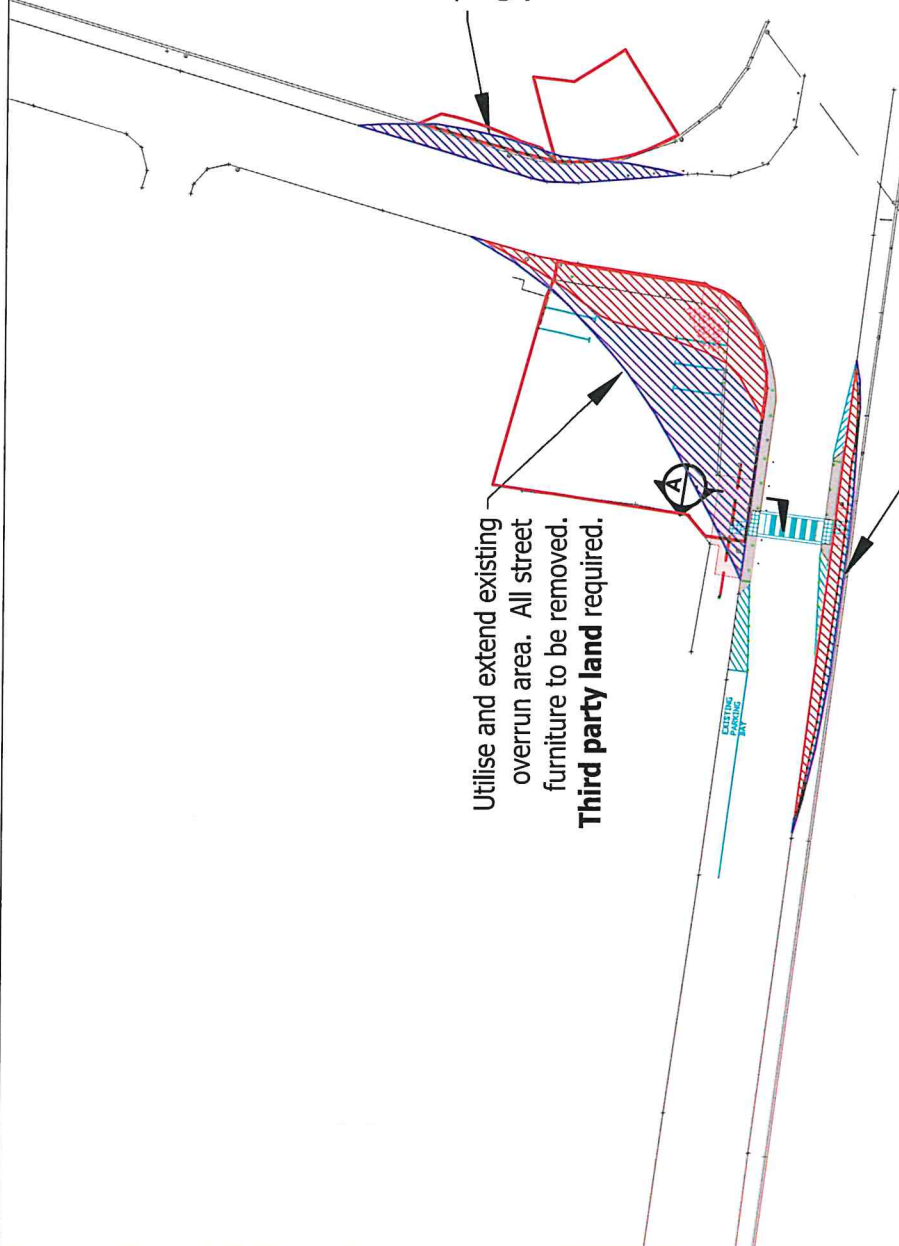 Utilise and extend existing
overrun area. All street
furniture to be removed.
Third party land required.
A
EXISTING
PARKING
BAY